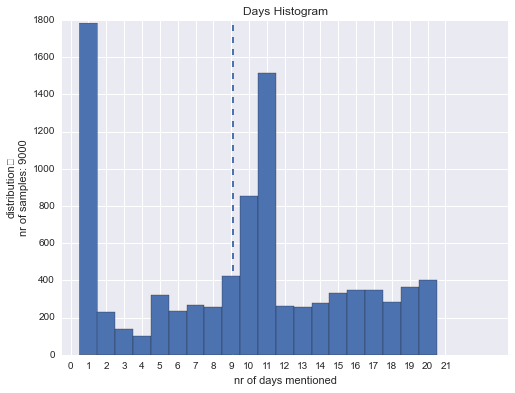 Days Histogram
1800
1600
1400
1200
1000
800
600
400
200
0
distribution
nr of samples: 9000
0 1 2 3 4 5 6 7 8 9 10 11 12 13 14 15 16 17 18 19 20 21
nr of days mentioned